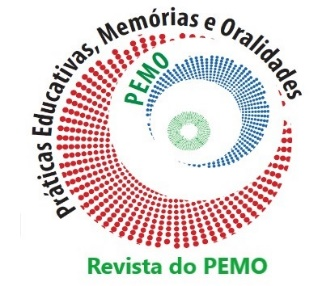 Práticas Educativas, Memórias e Oralidades
PEMO
Revista do PEMO